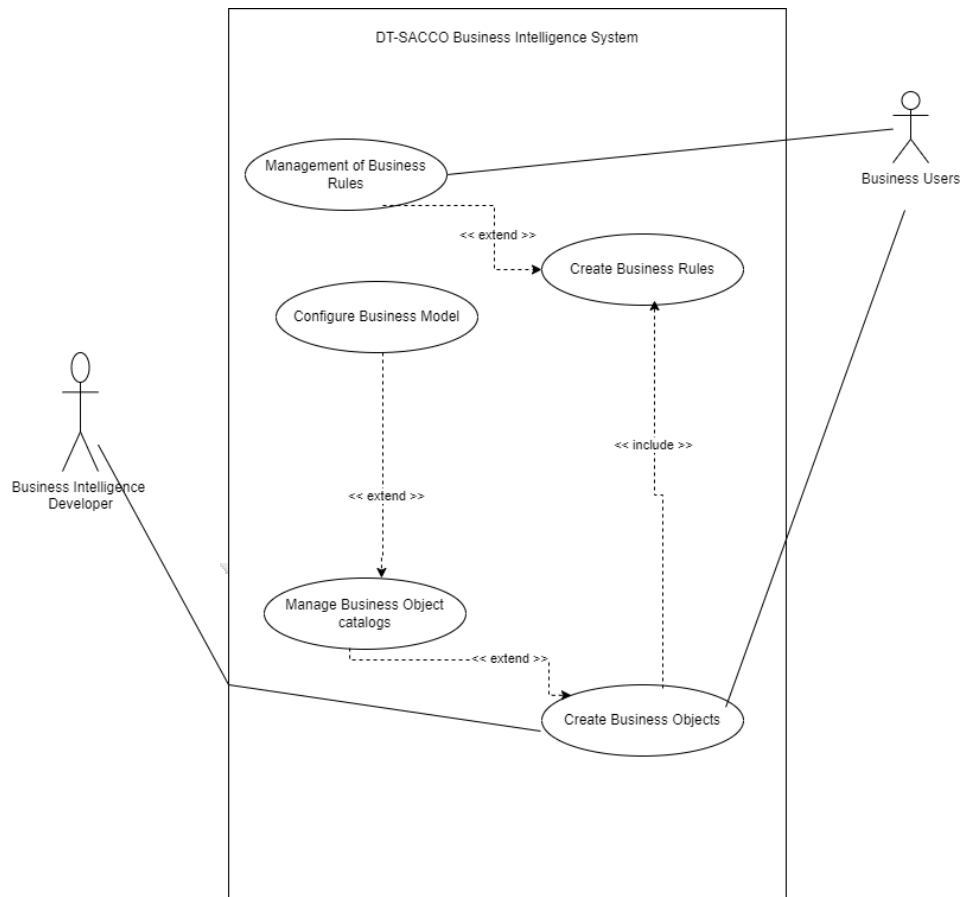 DT-SACCO Business Intelligence System
Management of Business
Rules
Business Users
<< extend >>
Create Business Rules
Configure Business Model
<< include >>
Business Intelligence
Developer
<< extend >>
Manage Business Object
catalogs
<< extend >>
Create Business Objects